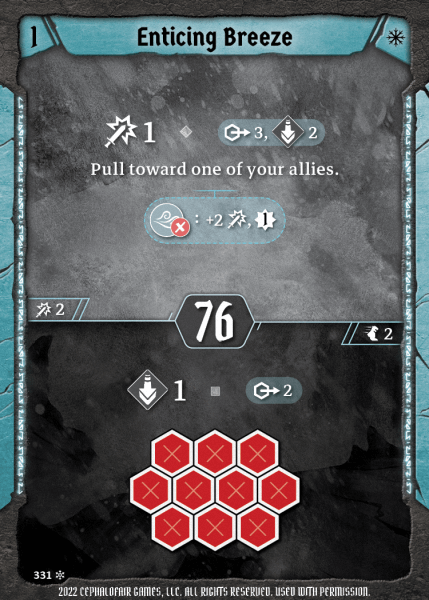 1 Enticing Breeze
1 3, 2
Pull toward one of your allies.
: +2 , 1
2
76
2
1 2
331
2022 CEPHALOFAIR GAMES, LLC. ALL RIGHTS RESERVED. USED WITH PERMISSION.